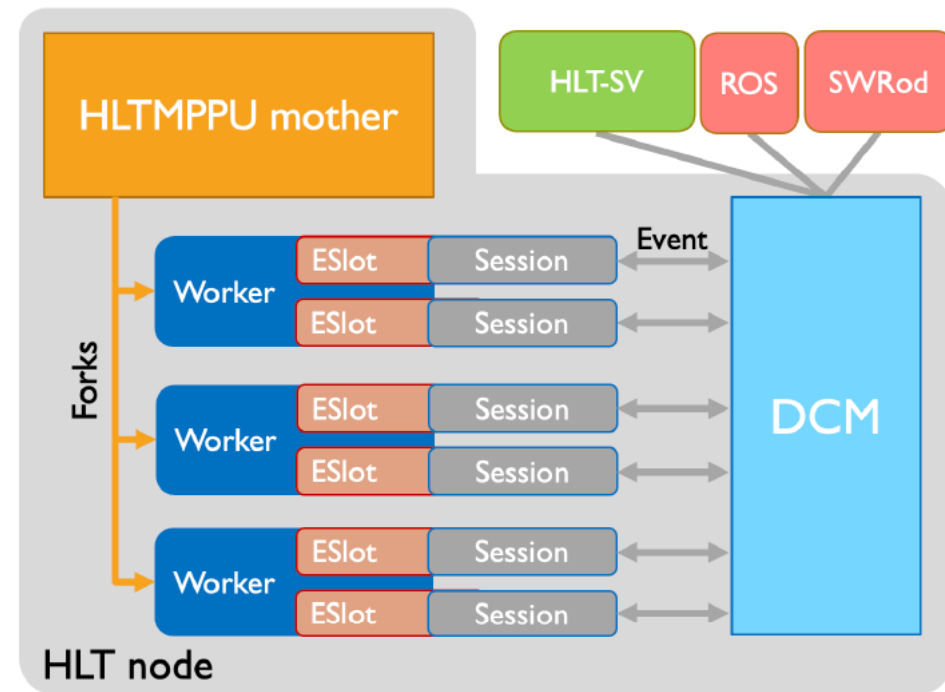 HLTMPPU mother
HLT-SV
ROS
SWRod
Forks
Worker
ESlot
Session
Event
ESlot
Session
Worker
ESlot
Session
ESlot
Session
Worker
ESlot
Session
ESlot
Session
DCM
HLT node